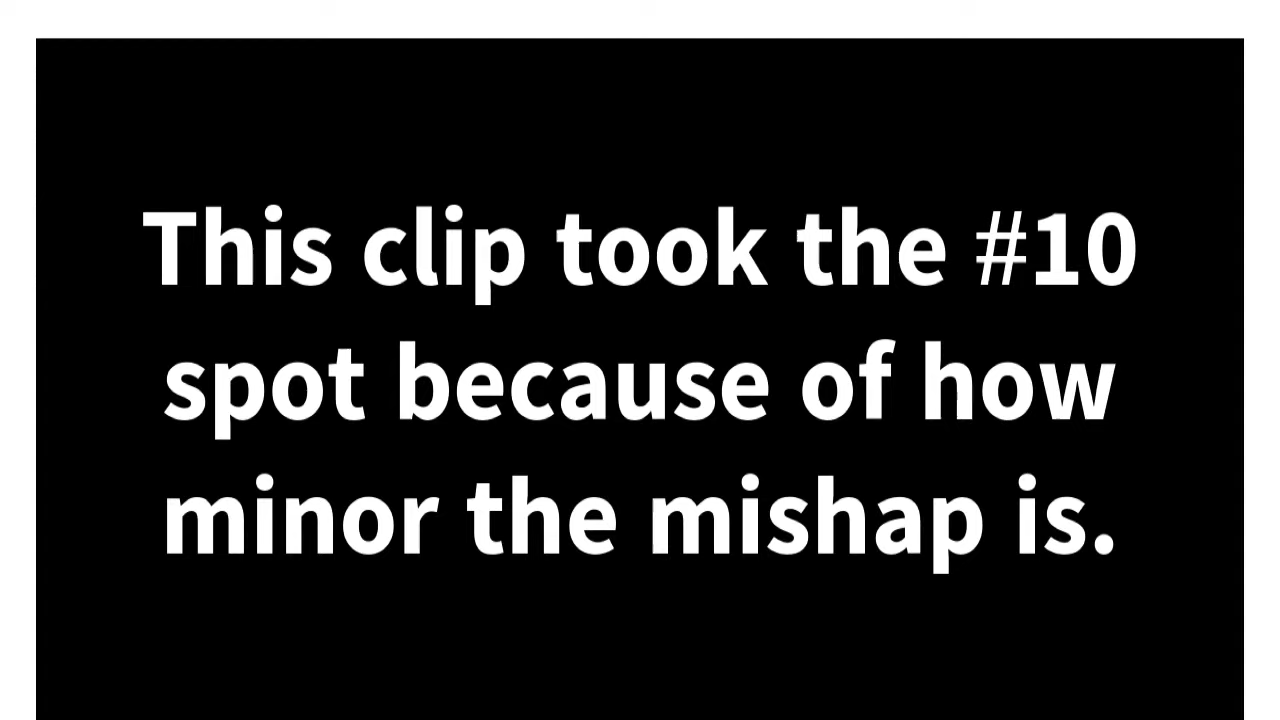 This clip took the #10
spot because of how
minor the mishap is.